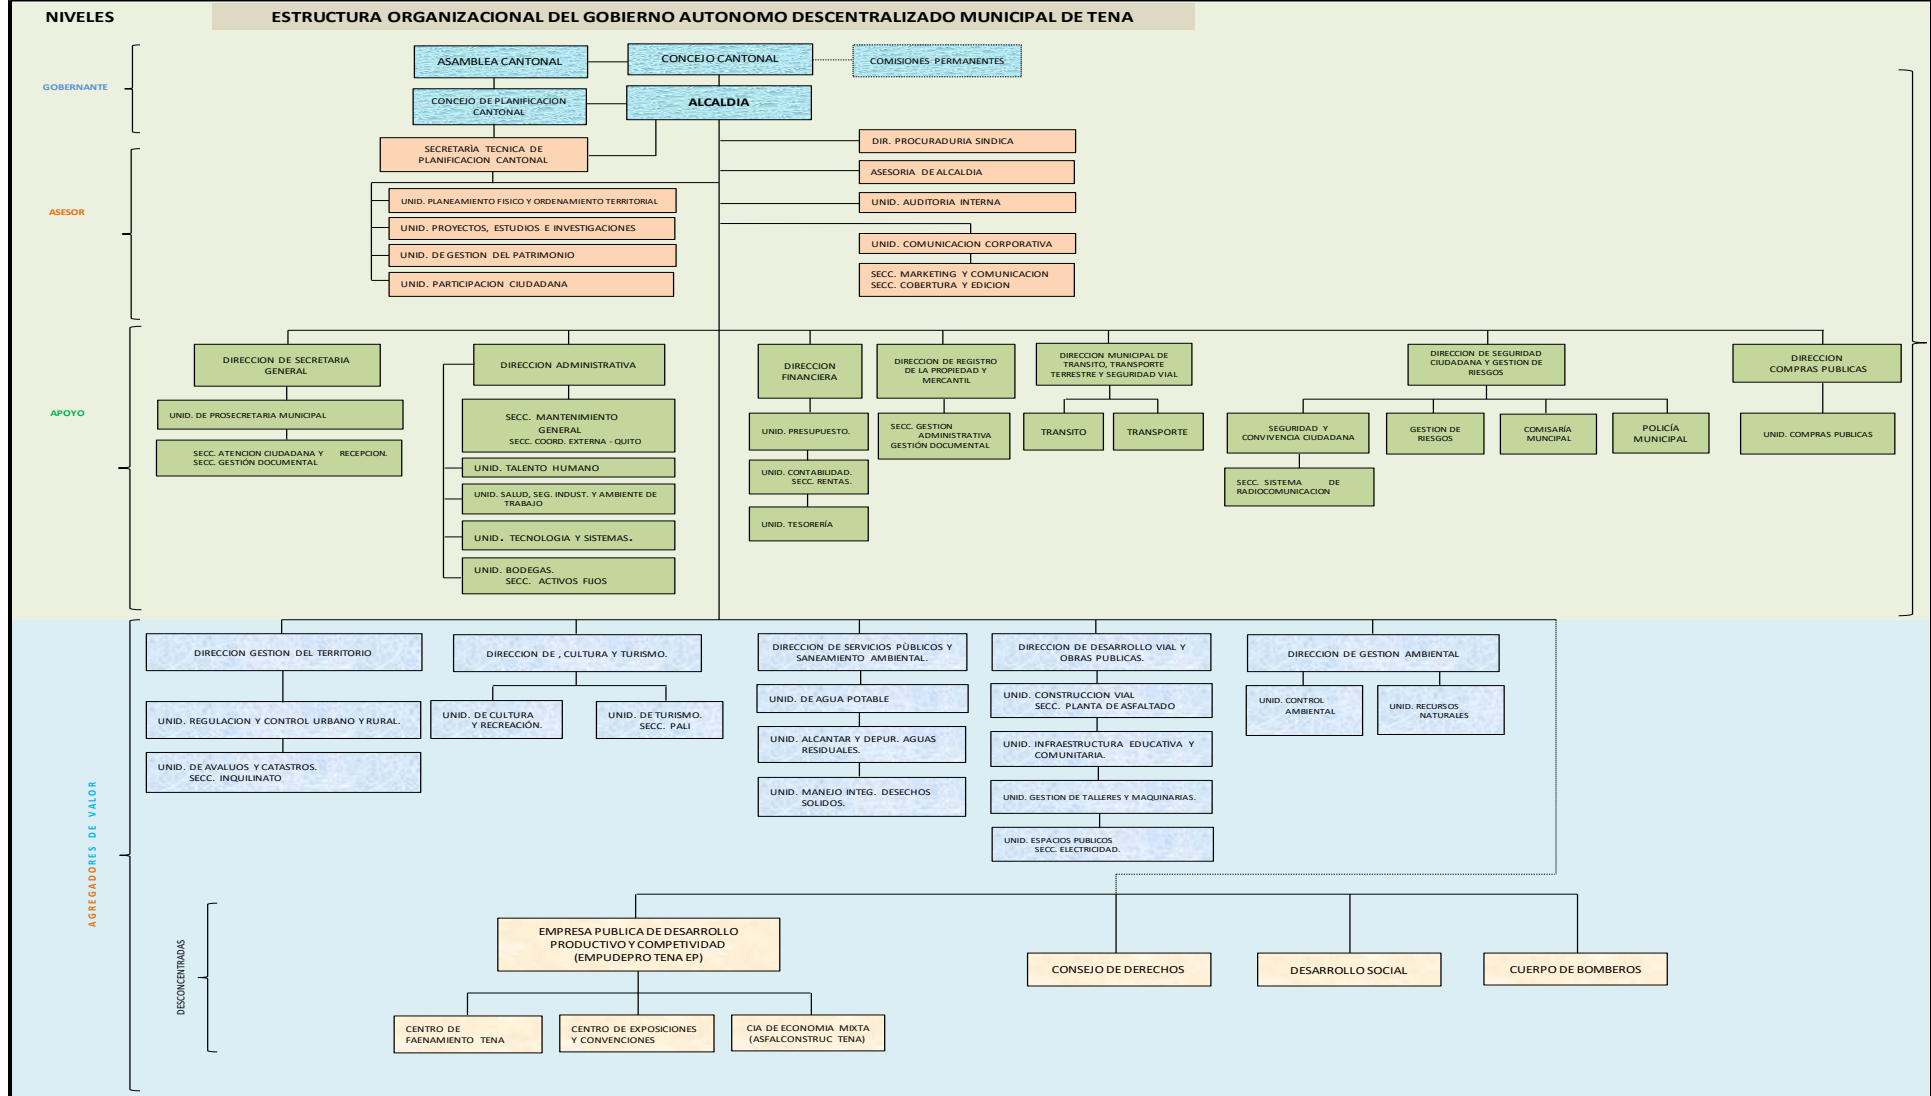 NIVELES
ESTRUCTURA ORGANIZACIONAL DEL GOBIERNO AUTONOMO DESCENTRALIZADO MUNICIPAL DE TENA
GOBERNANTE
ASAMBLEA CANTONAL
CONCEJO CANTONAL
COMISIONES PERMANENTES
CONCEJO DE PLANIFICACION
CANTONAL
ALCALDIA
ASESOR
SECRETARÌA TECNICA DE
PLANIFICACION CANTONAL
UNID. PLANEAMIENTO FISICO Y ORDENAMIENTO TERRITORIAL
UNID. PROYECTOS, ESTUDIOS E INVESTIGACIONES
UNID. DE GESTION DEL PATRIMONIO
UNID. PARTICIPACION CIUDADANA
DIR. PROCURADURIA SINDICA
ASESORIA DE ALCALDIA
UNID. AUDITORIA INTERNA
UNID. COMUNICACION CORPORATIVA
SECC. MARKETING Y COMUNICACION
SECC. COBERTURA Y EDICION
APOYO
DIRECCION DE SECRETARIA
GENERAL
UNID. DE PROSECRETARIA MUNICIPAL
SECC. ATENCION CIUDADANA Y RECEPCION.
SECC. GESTIÓN DOCUMENTAL
DIRECCION ADMINISTRATIVA
SECC. MANTENIMIENTO
GENERAL
SECC. COORD. EXTERNA - QUITO
UNID. TALENTO HUMANO
UNID. SALUD, SEG. INDUST. Y AMBIENTE DE
TRABAJO
UNID. TECNOLOGIA Y SISTEMAS.
UNID. BODEGAS.
SECC. ACTIVOS FIJOS
DIRECCION
FINANCIERA
UNID. PRESUPUESTO.
UNID. CONTABILIDAD.
SECC. RENTAS.
UNID. TESORERÍA
DIRECCION DE REGISTRO
DE LA PROPIEDAD Y
MERCANTIL
SECC. GESTION
ADMINISTRATIVA
GESTIÓN DOCUMENTAL
DIRECCION MUNICIPAL DE
TRANSITO, TRANSPORTE
TERRESTRE Y SEGURIDAD VIAL
TRANSITO
TRANSPORTE
DIRECCION DE SEGURIDAD
CIUDADANA Y GESTION DE
RIESGOS
SEGURIDAD Y
CONVIVENCIA CIUDADANA
SECC. SISTEMA DE
RADIOCOMUNICACION
GESTION DE
RIESGOS
COMISARÍA
MUNCIPAL
POLICÍA
MUNICIPAL
DIRECCION
COMPRAS PUBLICAS
UNID. COMPRAS PUBLICAS
AGREGADORES DE VALOR
DIRECCION GESTION DEL TERRITORIO
UNID. REGULACION Y CONTROL URBANO Y RURAL.
UNID. DE AVALUOS Y CATASTROS.
SECC. INQUILINATO
DIRECCION DE , CULTURA Y TURISMO.
UNID. DE CULTURA
Y RECREACIÓN.
UNID. DE TURISMO.
SECC. PALI
DIRECCION DE SERVICIOS PÙBLICOS Y
SANEAMIENTO AMBIENTAL.
UNID. DE AGUA POTABLE
UNID. ALCANTAR Y DEPUR. AGUAS
RESIDUALES.
UNID. MANEJO INTEG. DESECHOS
SOLIDOS.
DIRECCION DE DESARROLLO VIAL Y
OBRAS PUBLICAS.
UNID. CONSTRUCCION VIAL
SECC. PLANTA DE ASFALTADO
UNID. INFRAESTRUCTURA EDUCATIVA Y
COMUNITARIA.
UNID. GESTION DE TALLERES Y MAQUINARIAS.
UNID. ESPACIOS PUBLICOS
SECC. ELECTRICIDAD.
DIRECCION DE GESTION AMBIENTAL
UNID. CONTROL
AMBIENTAL
UNID. RECURSOS
NATURALES
DESCONCENTRADAS
EMPRESA PUBLICA DE DESARROLLO
PRODUCTIVO Y COMPETIVIDAD
(EMPUDEPRO TENA EP)
CENTRO DE
FAENAMIENTO TENA
CENTRO DE EXPOSICIONES
Y CONVENCIONES
CIA DE ECONOMIA MIXTA
(ASFALCONSTRUC TENA)
CONSEJO DE DERECHOS
DESARROLLO SOCIAL
CUERPO DE BOMBEROS